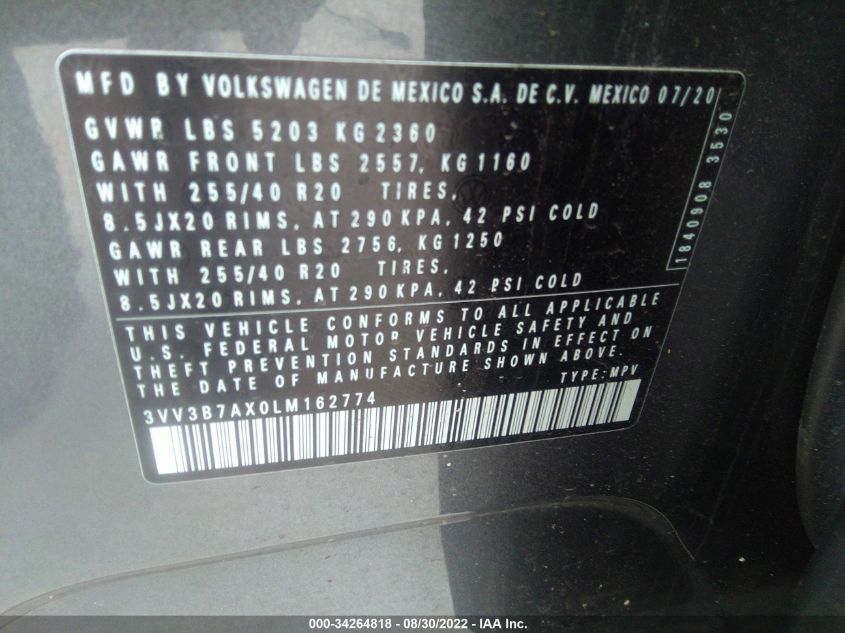 MFD BY VOLKSWAGEN DE MEXICO S.A. DE C.V. MEXICO 07/20
GVWR LBS 5203 KG 2360
GAWR FRONT LBS 2557, KG 1160
WITH 255/40 R20 TIRES,
8.5JX20 RIMS, AT 290 KPA, 42 PSI COLD
GAWR REAR LBS 2756, KG 1250
WITH 255/40 R20 TIRES,
8.5JX20 RIMS, AT 290 KPA, 42 PSI COLD
1840908 3530
THIS VEHICLE CONFORMS TO ALL APPLICABLE
U.S. FEDERAL MOTOR VEHICLE SAFETY AND
THEFT PREVENTION STANDARDS IN EFFECT ON
THE DATE OF MANUFACTURE SHOWN ABOVE.
TYPE: MPV
3VV3B7AX0LM162774
000-34264818 - 08/30/2022 - IAA Inc.